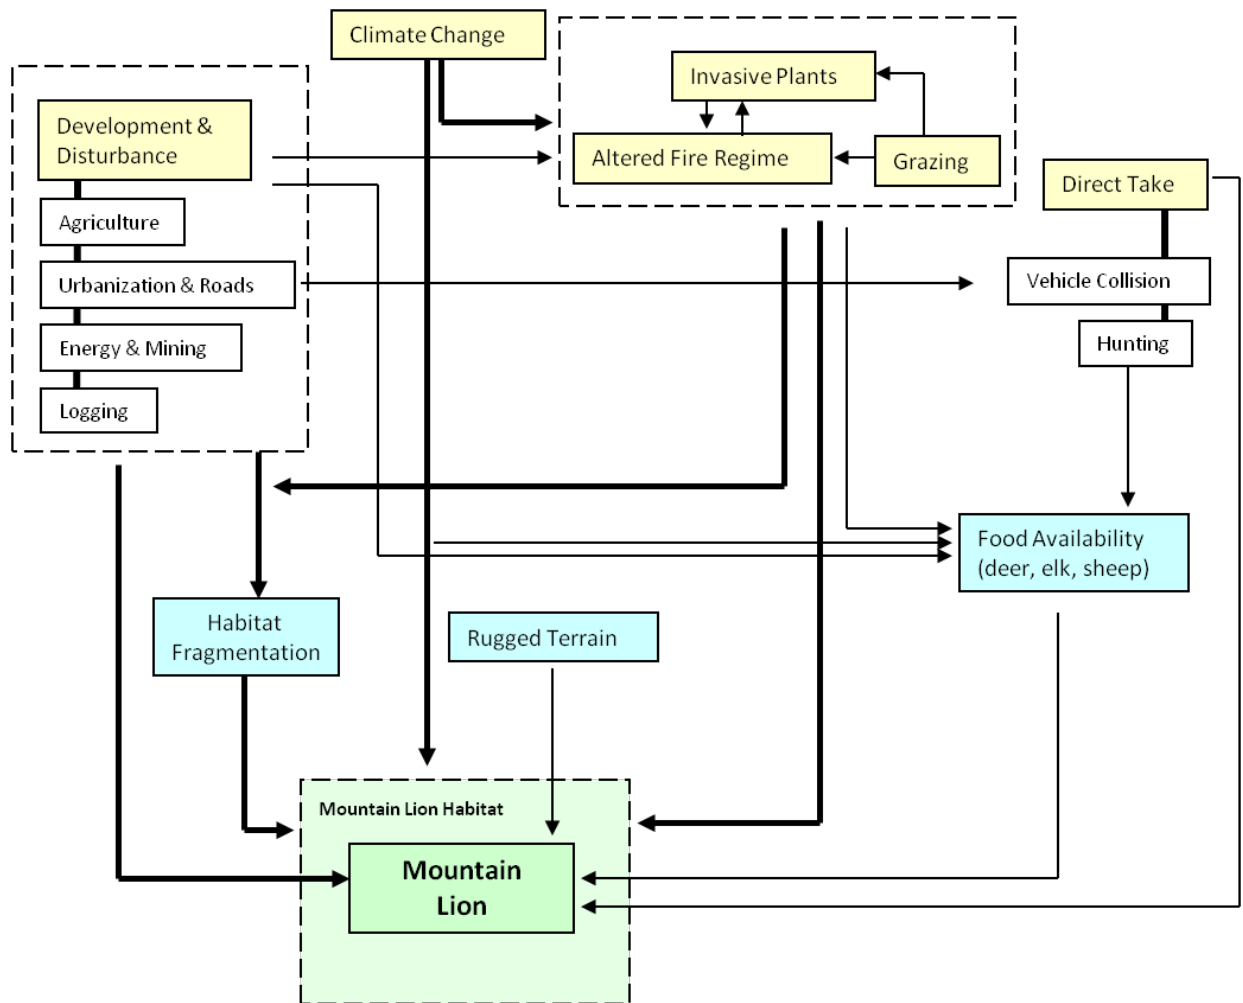 Climate Change
Invasive Plants
Development &
Disturbance
Altered Fire Regime
Grazing
Direct Take
Agriculture
Urbanization & Roads
Vehicle Collision
Energy & Mining
Hunting
Logging
Food Availability
(deer, elk, sheep)
Habitat
Fragmentation
Rugged Terrain
Mountain Lion Habitat
Mountain
Lion